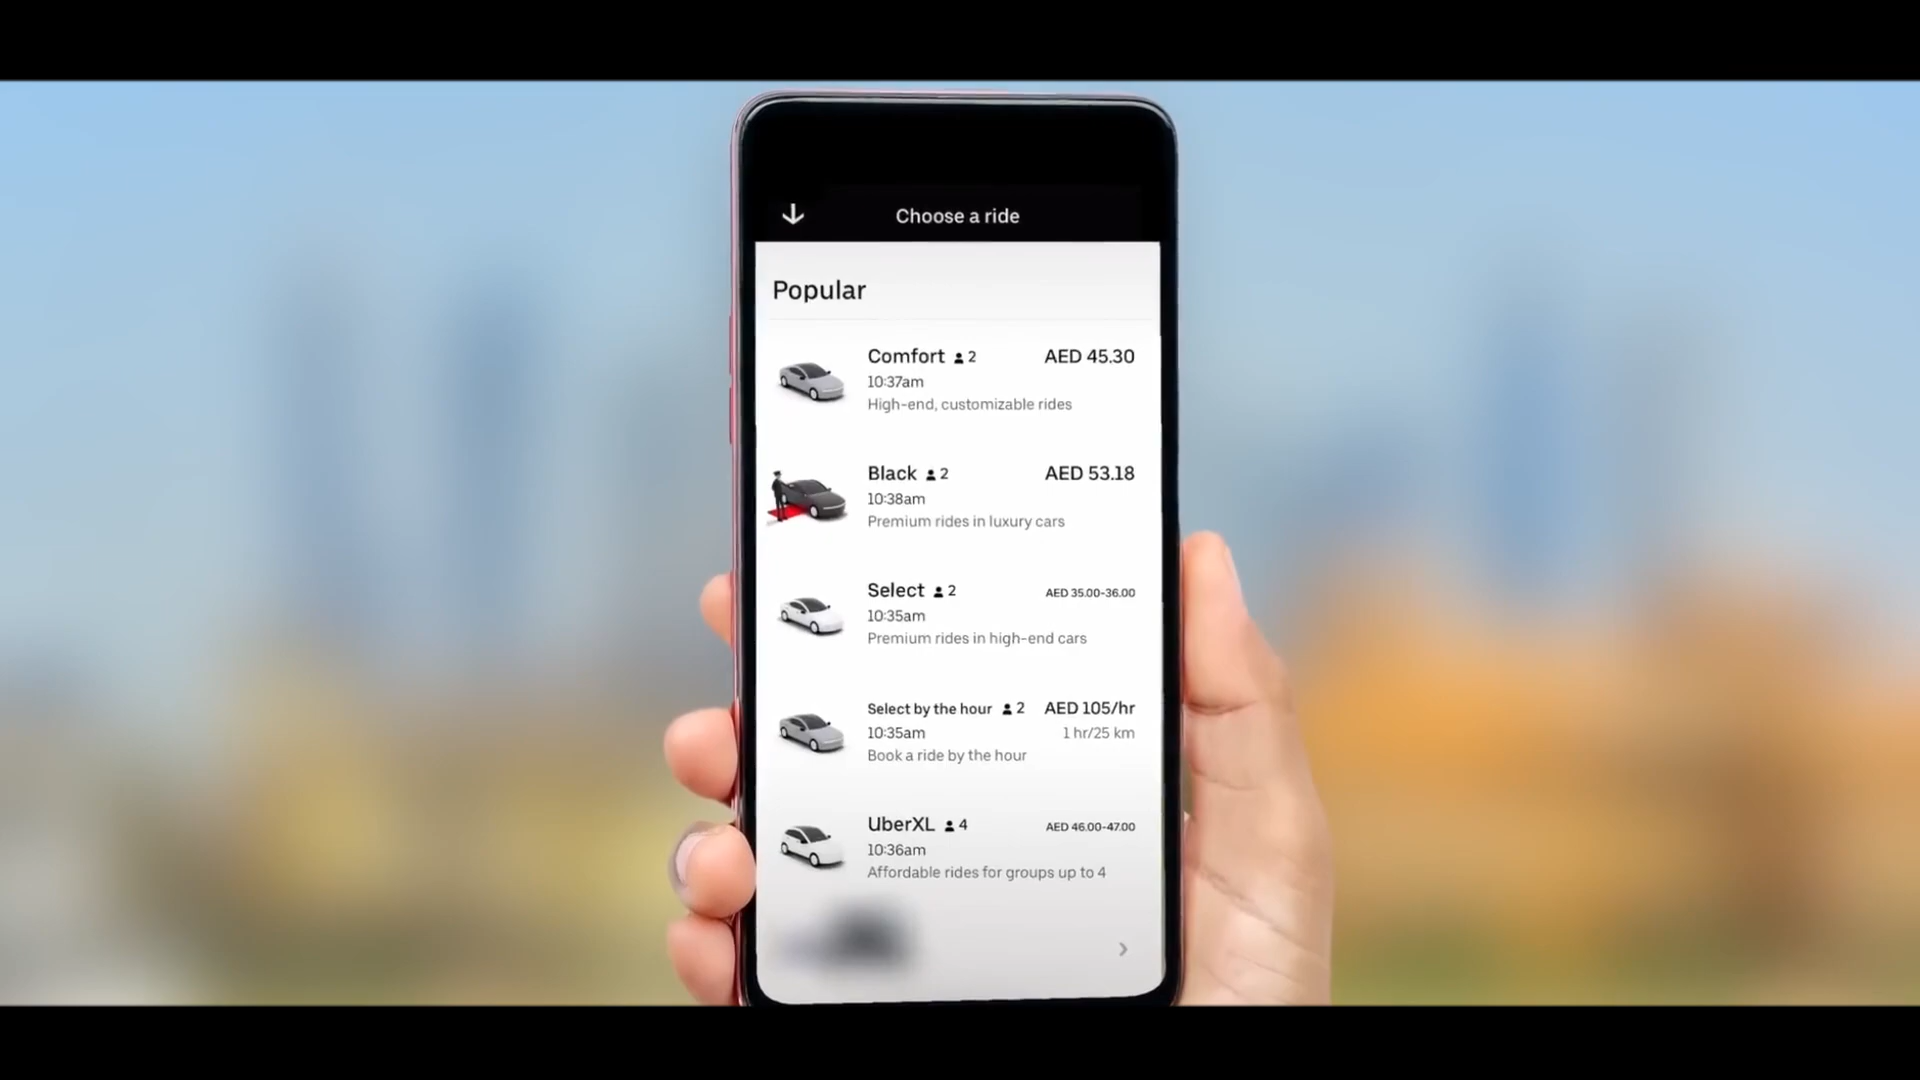 Choose a ride
Popular
Comfort 2 AED 45.30
10:37am
High-end, customizable rides
Black 2 AED 53.18
10:38am
Premium rides in luxury cars
Select 2 AED 35.00-36.00
10:35am
Premium rides in high-end cars
Select by the hour 2 AED 105/hr
10:35am 1 hr/25 km
Book a ride by the hour
UberXL 4 AED 46.00-47.00
10:36am
Affordable rides for groups up to 4